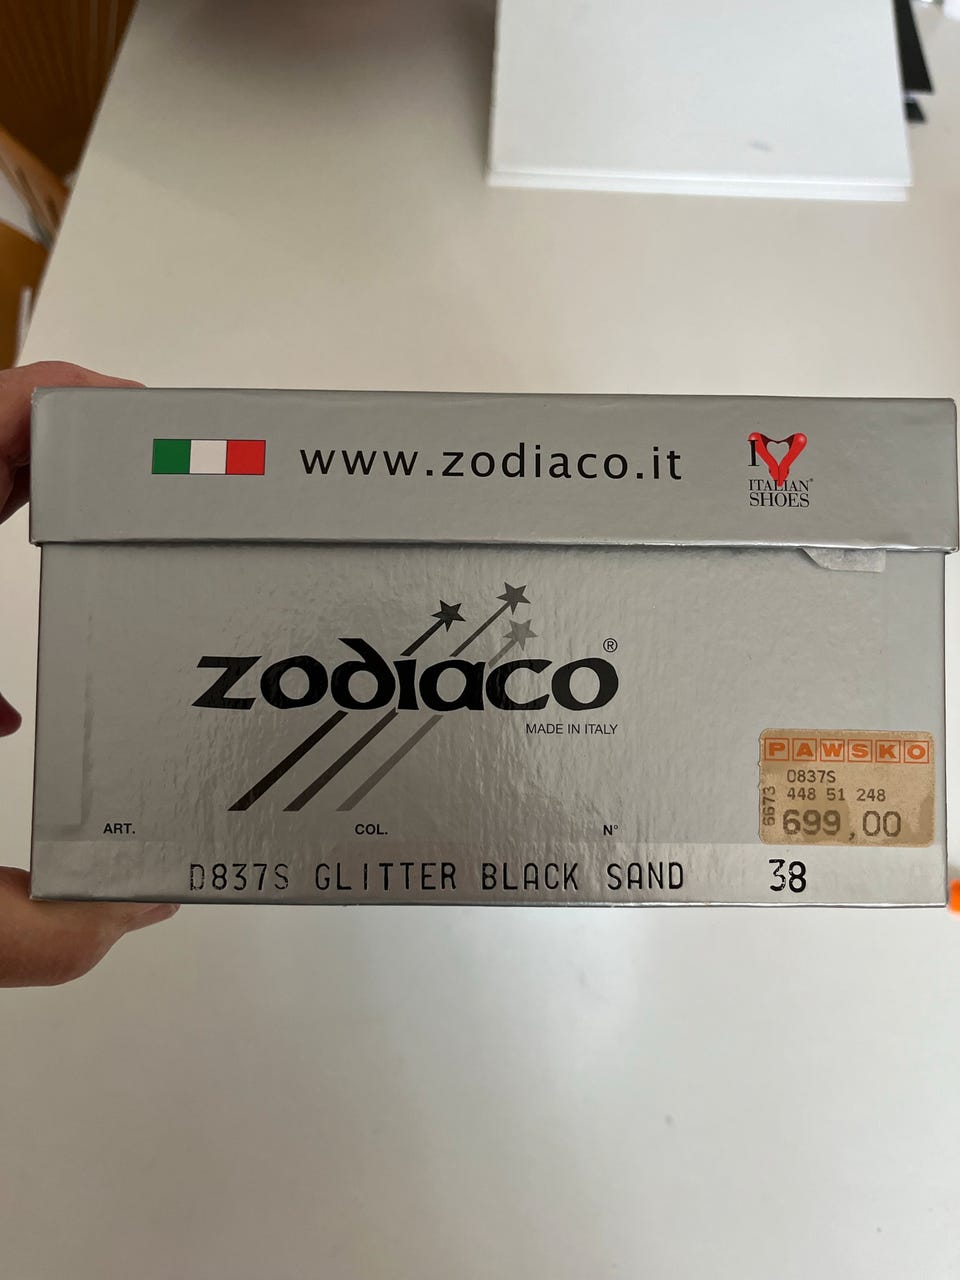 www.zodiaco.it
I
ITALIAN®
SHOES
zodiaco®
MADE IN ITALY
PAWSKO
0837S
448 51 248
6673
699,00
ART. COL. N°
D837S GLITTER BLACK SAND 38